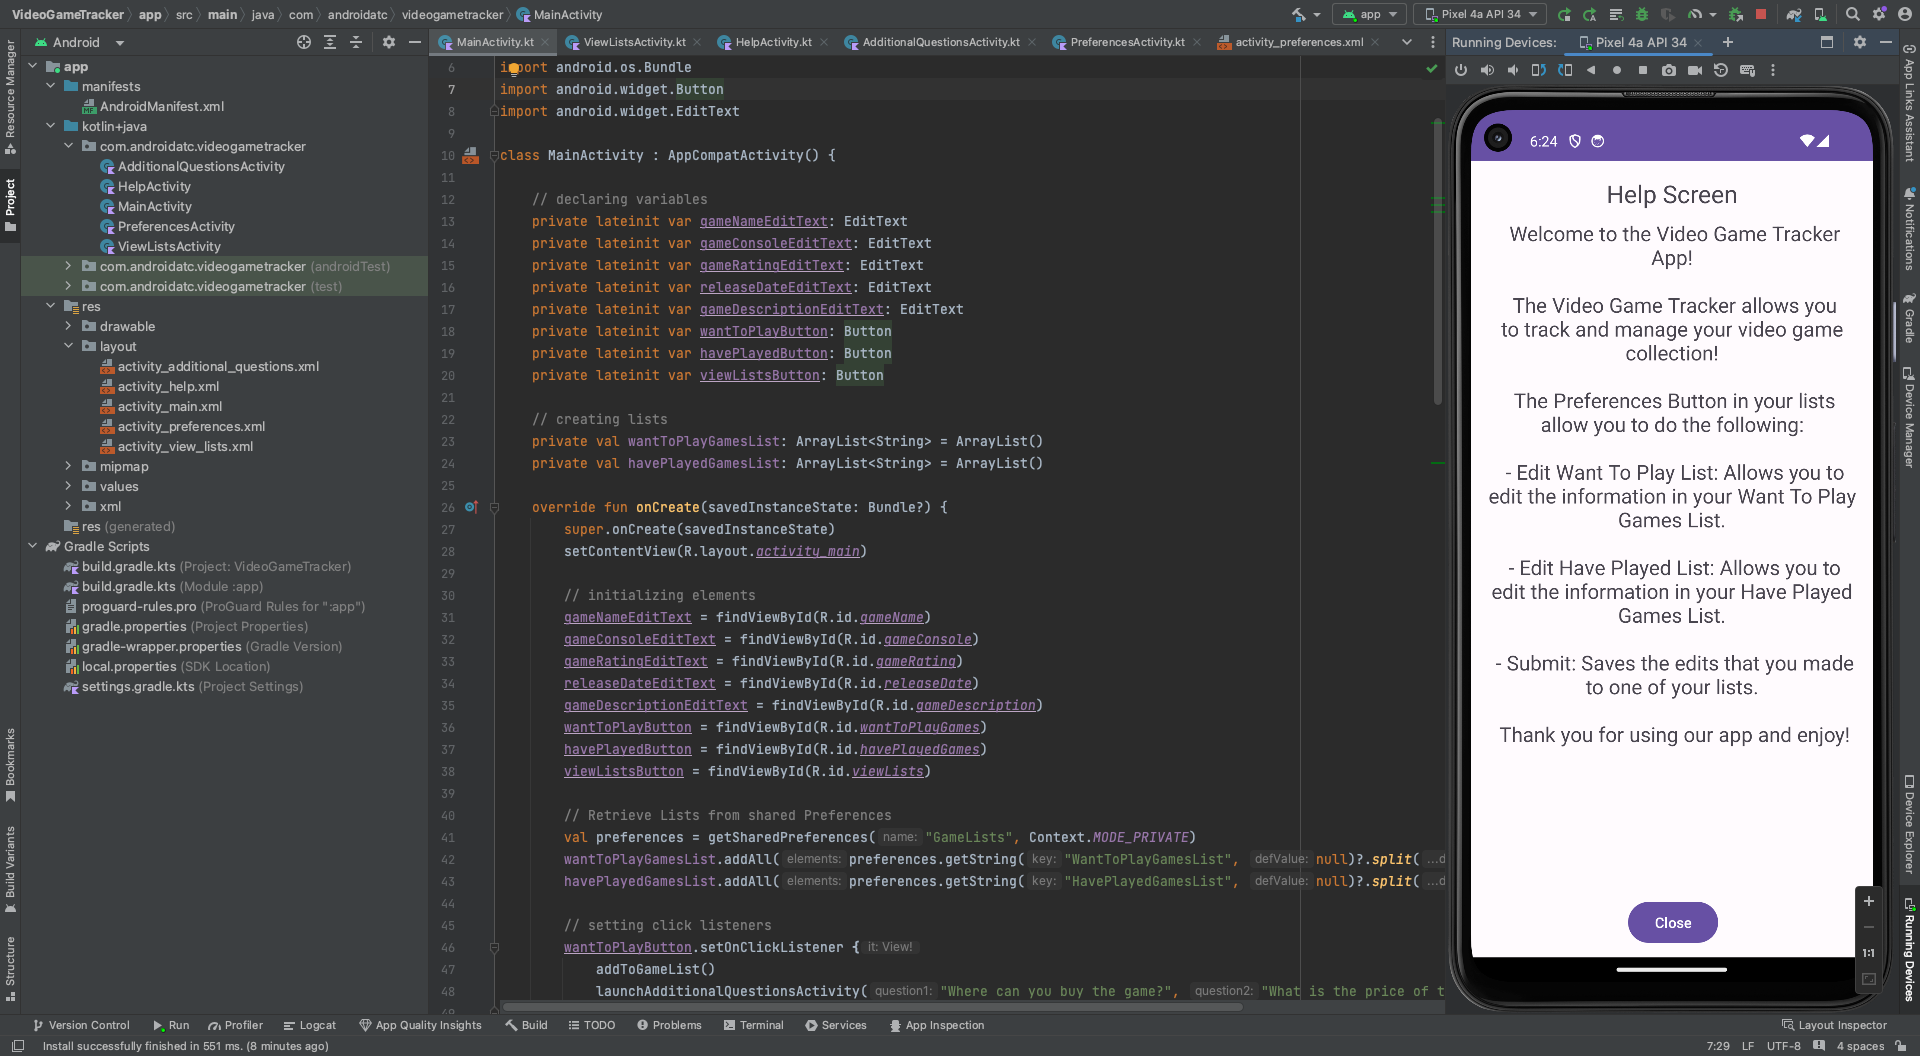 VideoGameTracker app src main java com androidatc videogametracker MainActivity
app Pixel 4a API 34
Android
MainActivity.kt ViewListsActivity.kt HelpActivity.kt AdditionalQuestionsActivity.kt PreferencesActivity.kt activity_preferences.xml
Running Devices: Pixel 4a API 34
Resource Manager
Project
Bookmarks
Build Variants
Structure
app
manifests
AndroidManifest.xml
kotlin+java
com.androidatc.videogametracker
AdditionalQuestionsActivity
HelpActivity
MainActivity
PreferencesActivity
ViewListsActivity
com.androidatc.videogametracker (androidTest)
com.androidatc.videogametracker (test)
res
drawable
layout
activity_additional_questions.xml
activity_help.xml
activity_main.xml
activity_preferences.xml
activity_view_lists.xml
mipmap
values
xml
res (generated)
Gradle Scripts
build.gradle.kts (Project: VideoGameTracker)
build.gradle.kts (Module :app)
proguard-rules.pro (ProGuard Rules for ":app")
gradle.properties (Project Properties)
gradle-wrapper.properties (Gradle Version)
local.properties (SDK Location)
settings.gradle.kts (Project Settings)
6 import android.os.Bundle
7 import android.widget.Button
8 import android.widget.EditText
9
10 class MainActivity : AppCompatActivity() {
11
12 // declaring variables
13 private lateinit var gameNameEditText: EditText
14 private lateinit var gameConsoleEditText: EditText
15 private lateinit var gameRatingEditText: EditText
16 private lateinit var releaseDateEditText: EditText
17 private lateinit var gameDescriptionEditText: EditText
18 private lateinit var wantToPlayButton: Button
19 private lateinit var havePlayedButton: Button
20 private lateinit var viewListsButton: Button
21
22 // creating lists
23 private val wantToPlayGamesList: ArrayList<String> = ArrayList()
24 private val havePlayedGamesList: ArrayList<String> = ArrayList()
25
26 override fun onCreate(savedInstanceState: Bundle?) {
27 super.onCreate(savedInstanceState)
28 setContentView(R.layout.activity_main)
29
30 // initializing elements
31 gameNameEditText = findViewById(R.id.gameName)
32 gameConsoleEditText = findViewById(R.id.gameConsole)
33 gameRatingEditText = findViewById(R.id.gameRating)
34 releaseDateEditText = findViewById(R.id.releaseDate)
35 gameDescriptionEditText = findViewById(R.id.gameDescription)
36 wantToPlayButton = findViewById(R.id.wantToPlayGames)
37 havePlayedButton = findViewById(R.id.havePlayedGames)
38 viewListsButton = findViewById(R.id.viewLists)
39
40 // Retrieve Lists from shared Preferences
41 val preferences = getSharedPreferences( name: "GameLists", Context.MODE_PRIVATE)
42 wantToPlayGamesList.addAll( elements: preferences.getString( key: "WantToPlayGamesList", defValue: null)?.split( ...d
43 havePlayedGamesList.addAll( elements: preferences.getString( key: "HavePlayedGamesList", defValue: null)?.split( ...d
44
45 // setting click listeners
46 wantToPlayButton.setOnClickListener { it: View!
47 addToGameList()
48 launchAdditionalQuestionsActivity( question1: "Where can you buy the game?", question2: "What is the price of t
6:24
Help Screen
Welcome to the Video Game Tracker
App!
The Video Game Tracker allows you
to track and manage your video game
collection!
The Preferences Button in your lists
allow you to do the following:
- Edit Want To Play List: Allows you to
edit the information in your Want To Play
Games List.
- Edit Have Played List: Allows you to
edit the information in your Have Played
Games List.
- Submit: Saves the edits that you made
to one of your lists.
Thank you for using our app and enjoy!
Close
1:1
App Links Assistant
Notifications
Gradle
Device Manager
Device Explorer
Running Devices
Version Control Run Profiler Logcat App Quality Insights Build TODO Problems Terminal Services App Inspection Layout Inspector
Install successfully finished in 551 ms. (8 minutes ago) 7:29 LF UTF-8 4 spaces